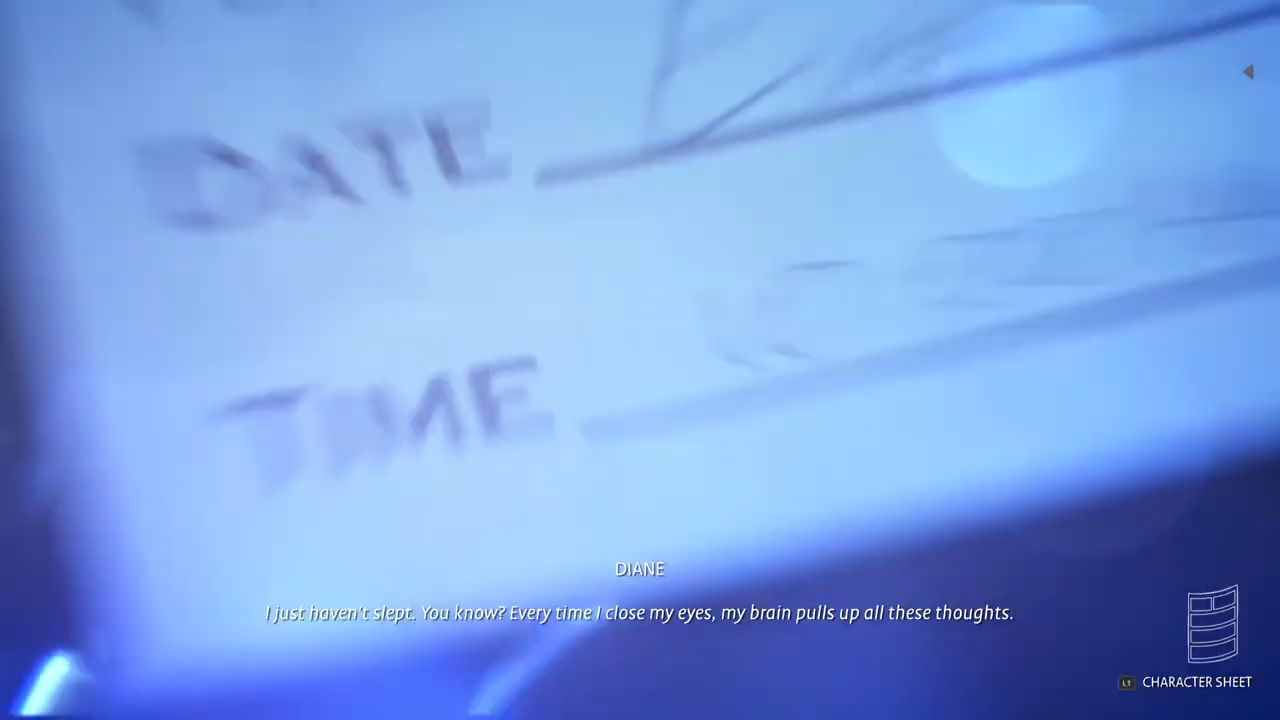 DATE
TIME
DIANE
I just haven't slept. You know? Every time I close my eyes, my brain pulls up all these thoughts.
L1 CHARACTER SHEET